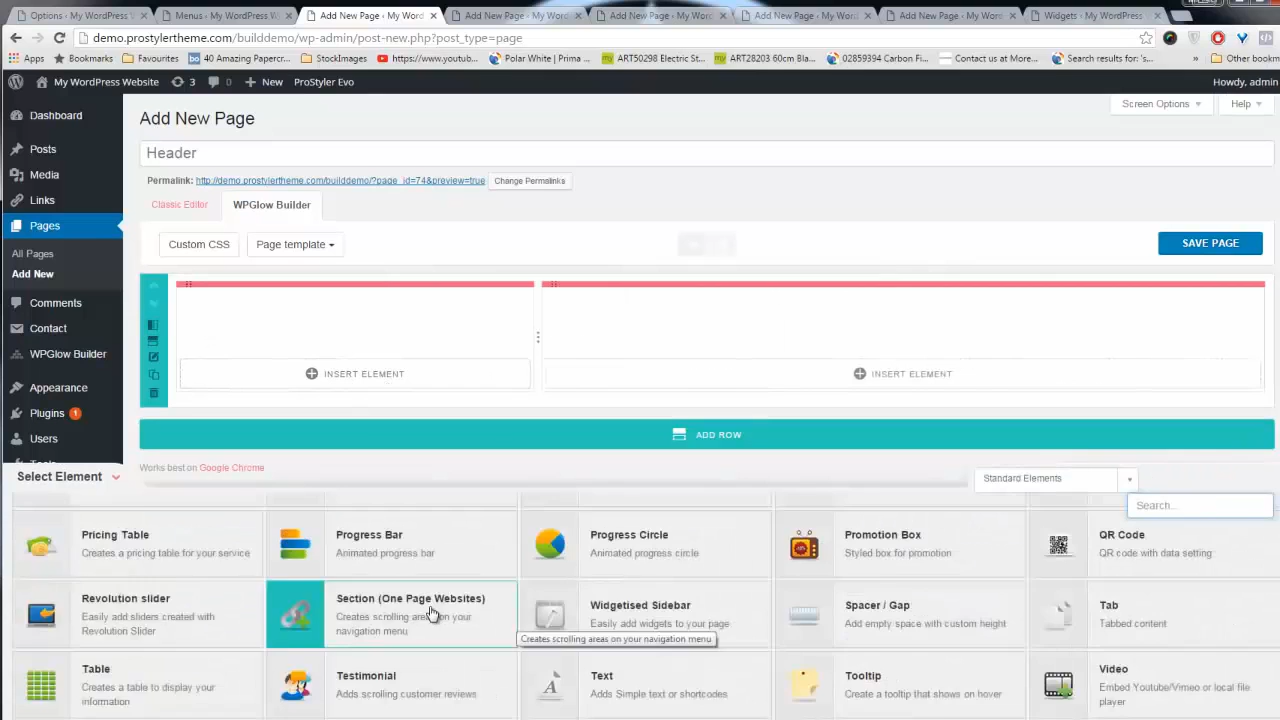 Options ‹ My WordPress W
Menus ‹ My WordPress W
Add New Page ‹ My Word
Add New Page ‹ My Word
Add New Page ‹ My Word
Add New Page ‹ My Word
Add New Page ‹ My Word
Widgets ‹ My WordPress
demo.prostylertheme.com/builddemo/wp-admin/post-new.php?post_type=page
Apps
Bookmarks
Favourites
40 Amazing Papercr...
StockImages
https://www.youtub...
Polar White | Prima ...
ART50298 Electric St...
ART28203 60cm Bla...
02859394 Carbon Fi...
Contact us at More...
Search results for: 's...
»
Other bookm
My WordPress Website
3
0
New
ProStyler Evo
Howdy, admin
Dashboard
Posts
Media
Links
Pages
All Pages
Add New
Comments
Contact
WPGlow Builder
Appearance
Plugins 1
Users
Tools
Screen Options
Help
Add New Page
Header
Permalink: http://demo.prostylertheme.com/builddemo/?page_id=74&preview=true
Change Permalinks
Classic Editor
WPGlow Builder
Custom CSS
Page template
SAVE PAGE
INSERT ELEMENT
INSERT ELEMENT
ADD ROW
Works best on Google Chrome
Select Element
Standard Elements
Search...
Pricing Table
Creates a pricing table for your service
Progress Bar
Animated progress bar
Progress Circle
Animated progress circle
Promotion Box
Styled box for promotion
QR Code
QR code with data setting
Revolution slider
Easily add sliders created with
Revolution Slider
Section (One Page Websites)
Creates scrolling areas on your
navigation menu
Widgetised Sidebar
Easily add widgets to your page
Creates scrolling areas on your navigation menu
Spacer / Gap
Add empty space with custom height
Tab
Tabbed content
Table
Creates a table to display your
information
Testimonial
Adds scrolling customer reviews
Text
Adds Simple text or shortcodes
Tooltip
Create a tooltip that shows on hover
Video
Embed Youtube/Vimeo or local file
player